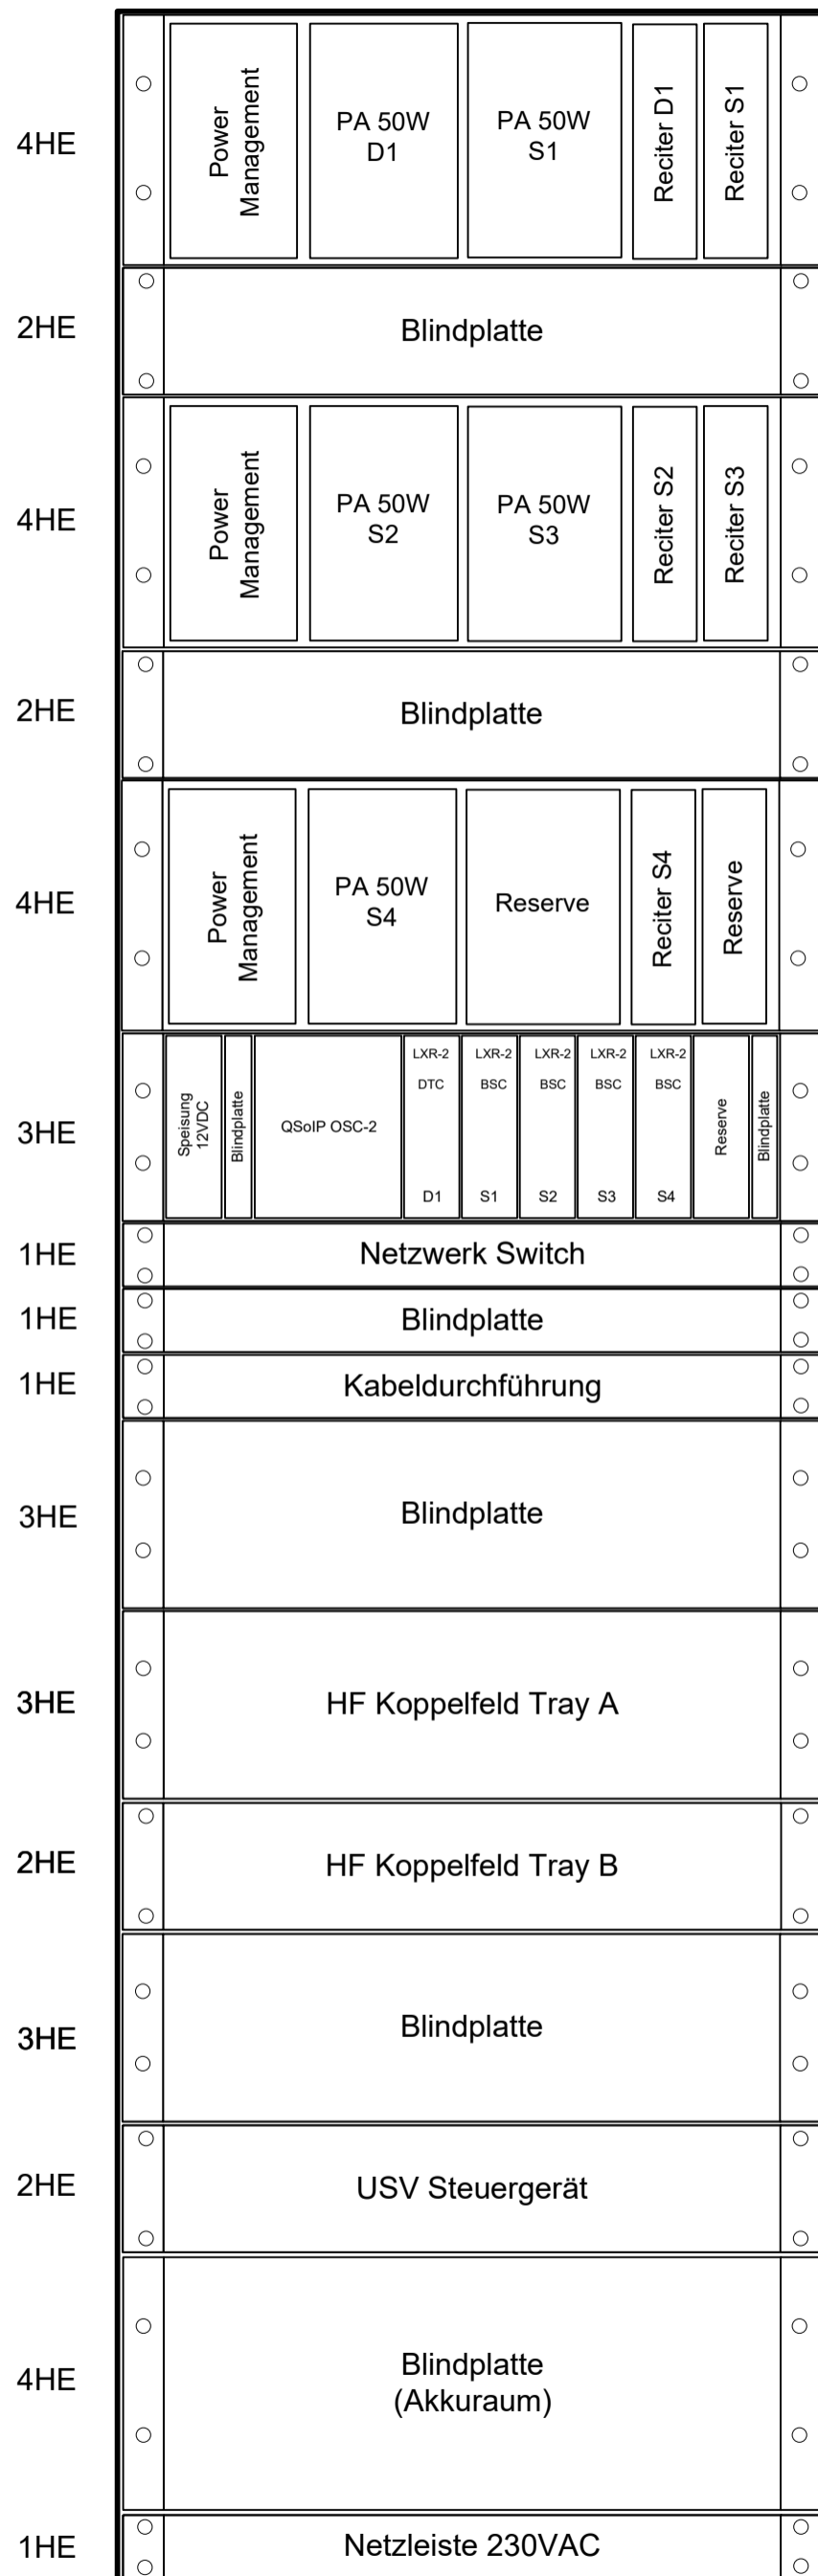 4HE
Power
Management
PA 50W
D1
PA 50W
S1
Reciter D1
Reciter S1
2HE
Blindplatte
4HE
Power
Management
PA 50W
S2
PA 50W
S3
Reciter S2
Reciter S3
2HE
Blindplatte
4HE
Power
Management
PA 50W
S4
Reserve
Reciter S4
Reserve
3HE
Speisung
12VDC
Blindplatte
QSoIP OSC-2
LXR-2
DTC
D1
LXR-2
BSC
S1
LXR-2
BSC
S2
LXR-2
BSC
S3
LXR-2
BSC
S4
Reserve
Blindplatte
1HE
Netzwerk Switch
1HE
Blindplatte
1HE
Kabeldurchführung
3HE
Blindplatte
3HE
HF Koppelfeld Tray A
2HE
HF Koppelfeld Tray B
3HE
Blindplatte
2HE
USV Steuergerät
4HE
Blindplatte
(Akkuraum)
1HE
Netzleiste 230VAC